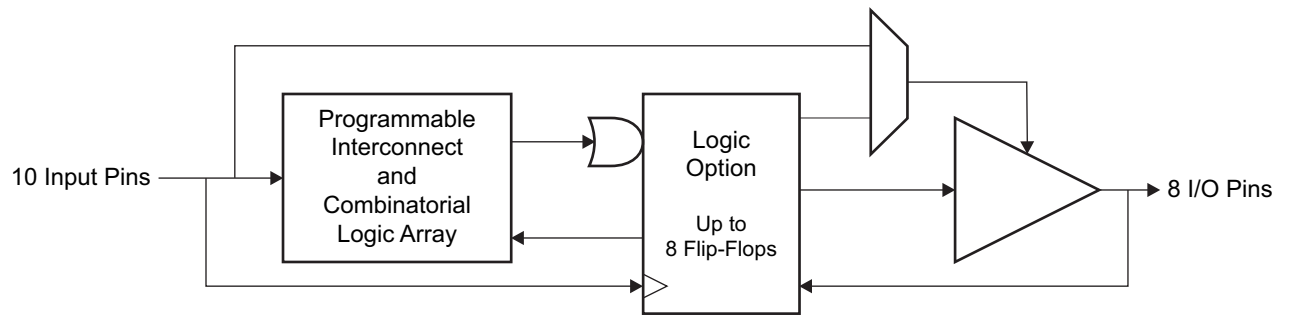 10 Input Pins
Programmable
Interconnect
and
Combinatorial
Logic Array
Logic
Option
Up to
8 Flip-Flops
8 I/O Pins